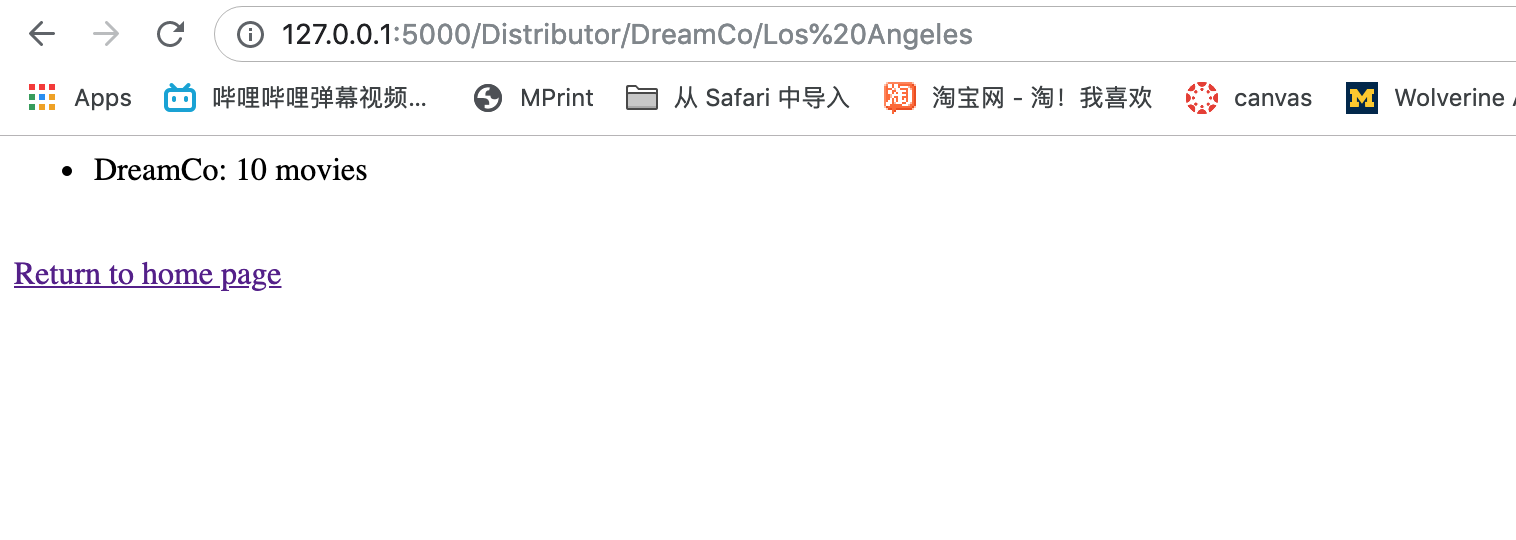 127.0.0.1:5000/Distributor/DreamCo/Los%20Angeles
Apps 哔哩哔哩弹幕视频... MPrint 从 Safari 中导入 淘 淘宝网 - 淘！我喜欢 canvas M Wolverine
• DreamCo: 10 movies
Return to home page